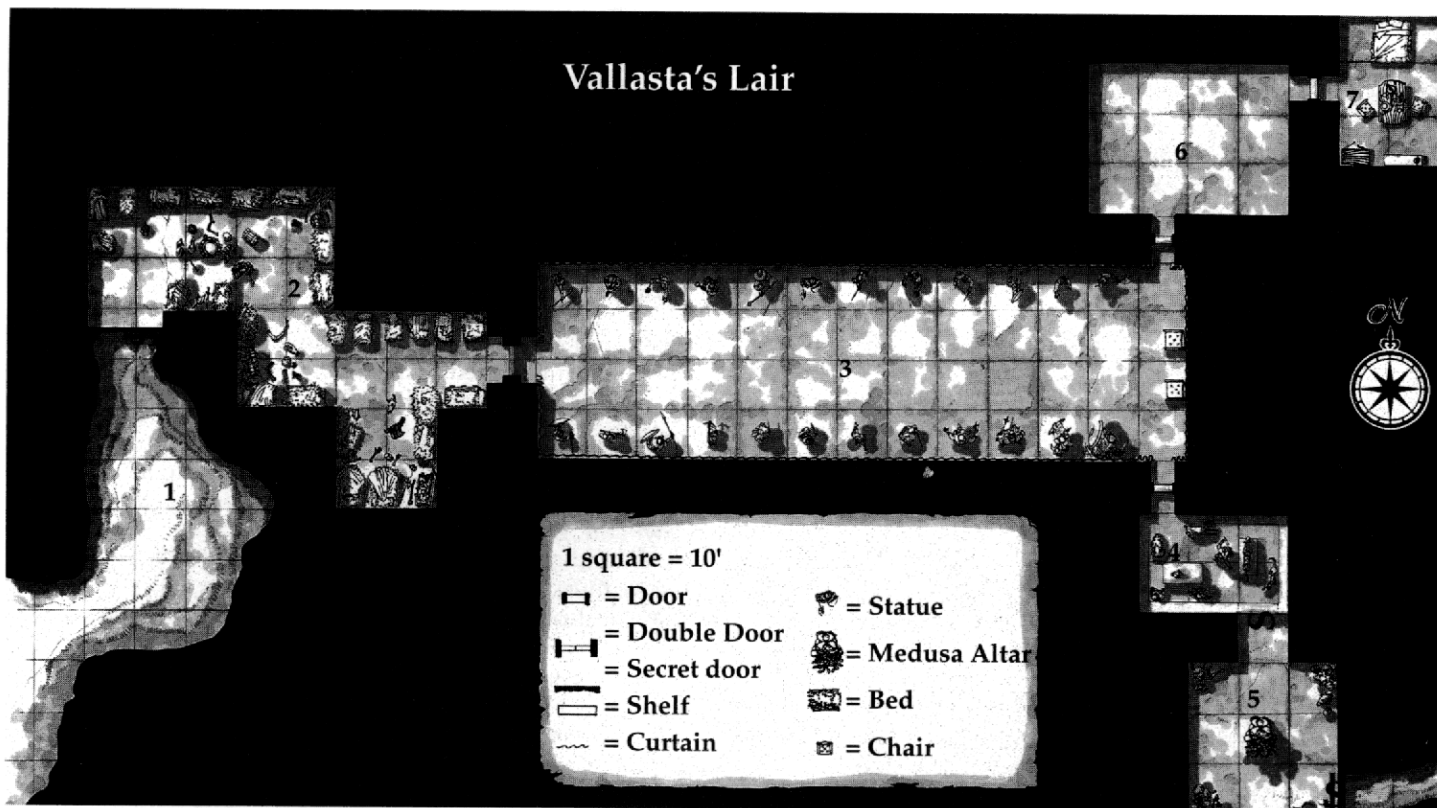 Vallasta's Lair
7
6
2
3
N
1
4
S
5
1 square = 10'
= Door
= Double Door
= Secret door
= Shelf
= Curtain
= Statue
= Medusa Altar
= Bed
= Chair